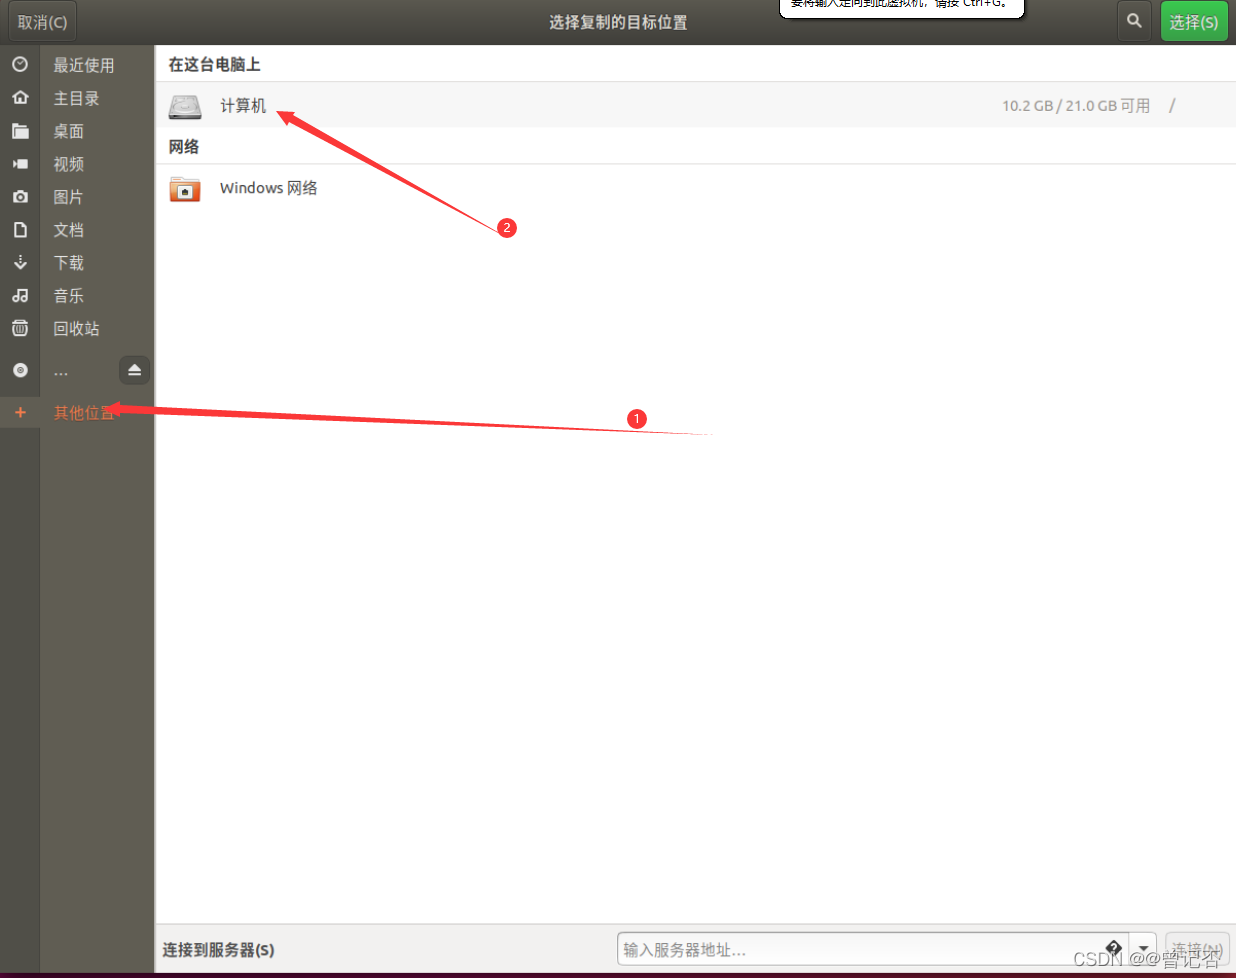 要将输入定向到此虚拟机，请按 Ctrl+G。
取消(C)
选择复制的目标位置
选择(S)
最近使用
主目录
桌面
视频
图片
文档
下载
音乐
回收站
...
其他位置
在这台电脑上
计算机
10.2 GB / 21.0 GB 可用
/
网络
Windows 网络
2
1
连接到服务器(S)
输入服务器地址...
?
连接(N)
CSDN @@曾记否